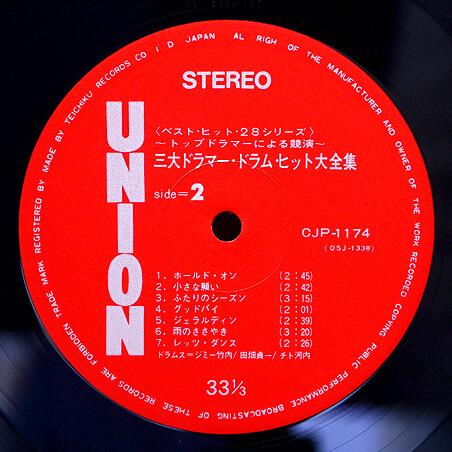 MADE BY TEICHIKU RECORDS CO
JAPAN
OF THE MANUFACTURER AND OWNER OF THE WORK RECORDED COPING PUBLIC PERFORMANCE BROADCASTING OF THESE RECORDS ARE FORBIDDEN TRADE MARK REGISTERED BY
STEREO
UNION
〈ベスト・ヒット・28シリーズ〉
〜トップドラマーによる競演〜
三大ドラマー・ドラム・ヒット大全集
side=2
CJP-1174
(QSJ-1338)
1. ホールド・オン (2:45)
2. 小さな願い (2:42)
3. ふたりのシーズン (3:15)
4. グッドバイ (2:01)
5. ジェラルディン (2:39)
6. 雨のささやき (3:20)
7. レッツ・ダンス (2:26)
ドラムス=ジミー竹内/田畑貞一/チト河内
33⅓